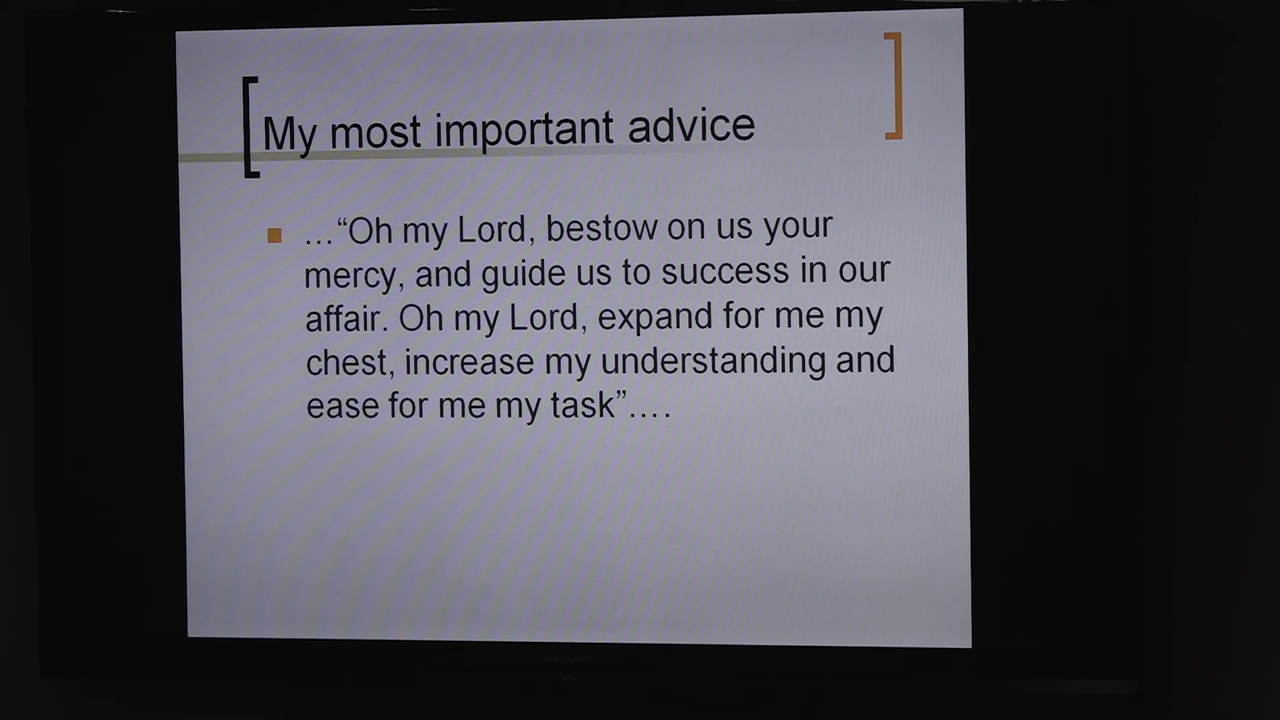 My most important advice
…“Oh my Lord, bestow on us your
mercy, and guide us to success in our
affair. Oh my Lord, expand for me my
chest, increase my understanding and
ease for me my task”….